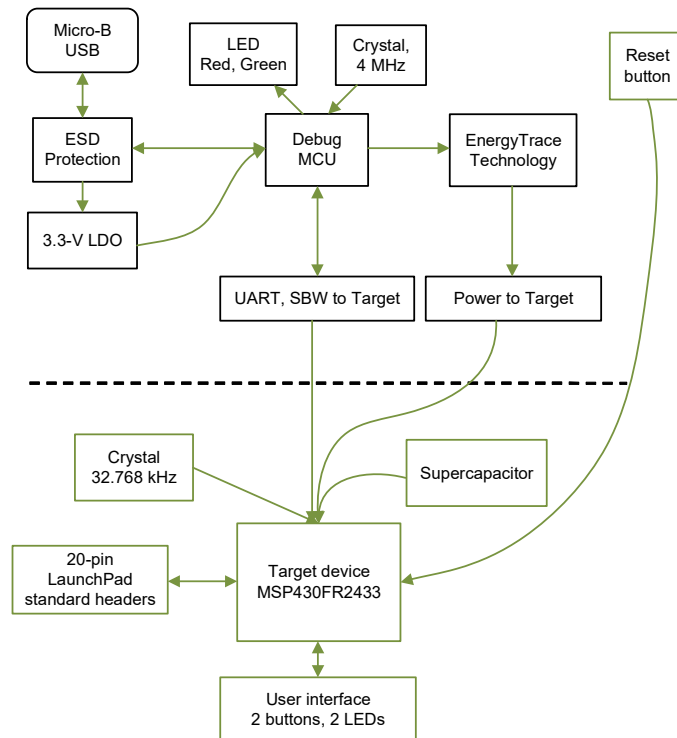 Micro-B
USB
LED
Red, Green
Crystal,
4 MHz
Reset
button
ESD
Protection
Debug
MCU
EnergyTrace
Technology
3.3-V LDO
UART, SBW to Target
Power to Target
Crystal
32.768 kHz
Supercapacitor
20-pin
LaunchPad
standard headers
Target device
MSP430FR2433
User interface
2 buttons, 2 LEDs